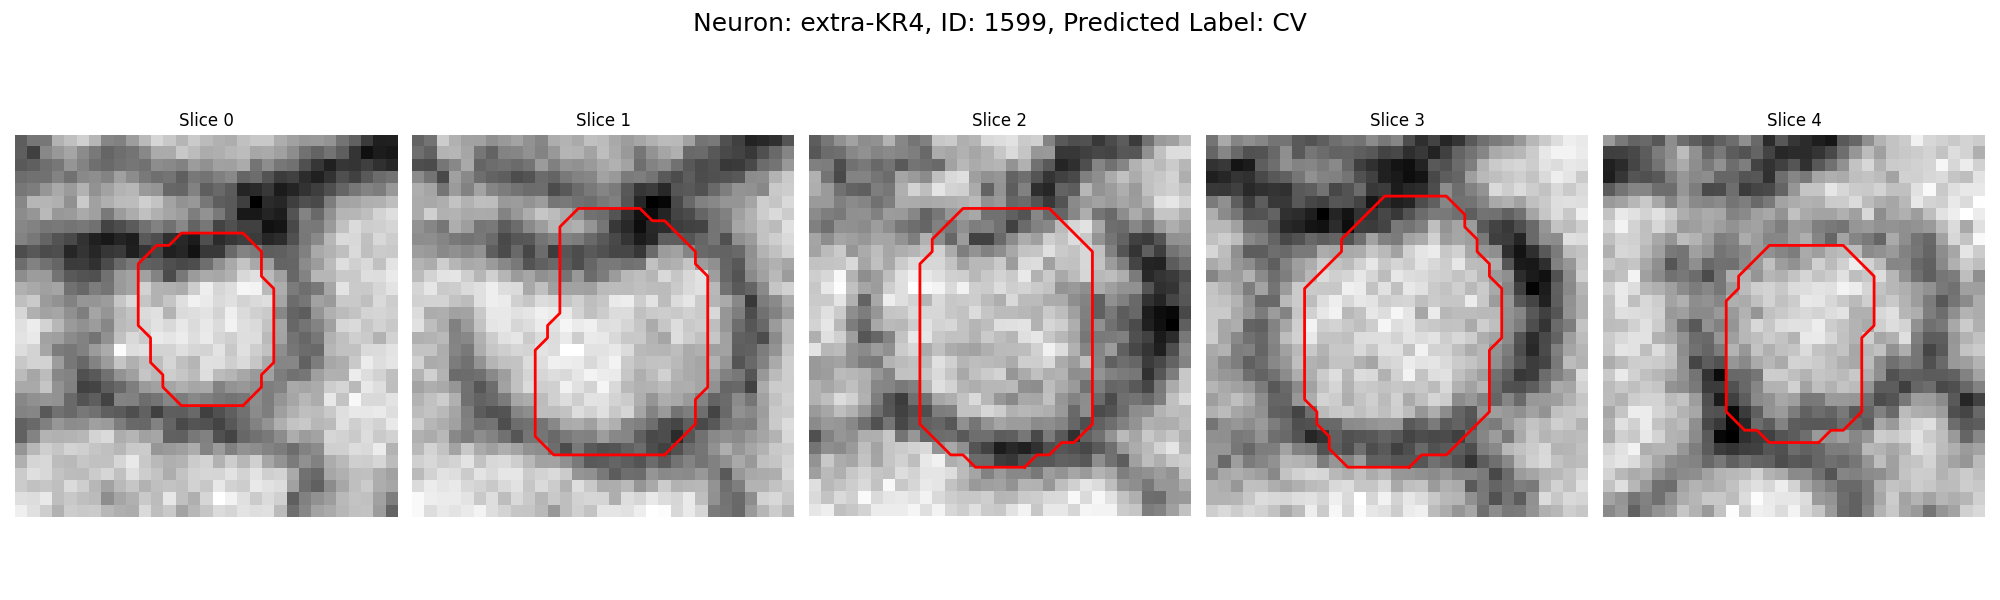 Neuron: extra-KR4, ID: 1599, Predicted Label: CV
Slice 0
Slice 1
Slice 2
Slice 3
Slice 4